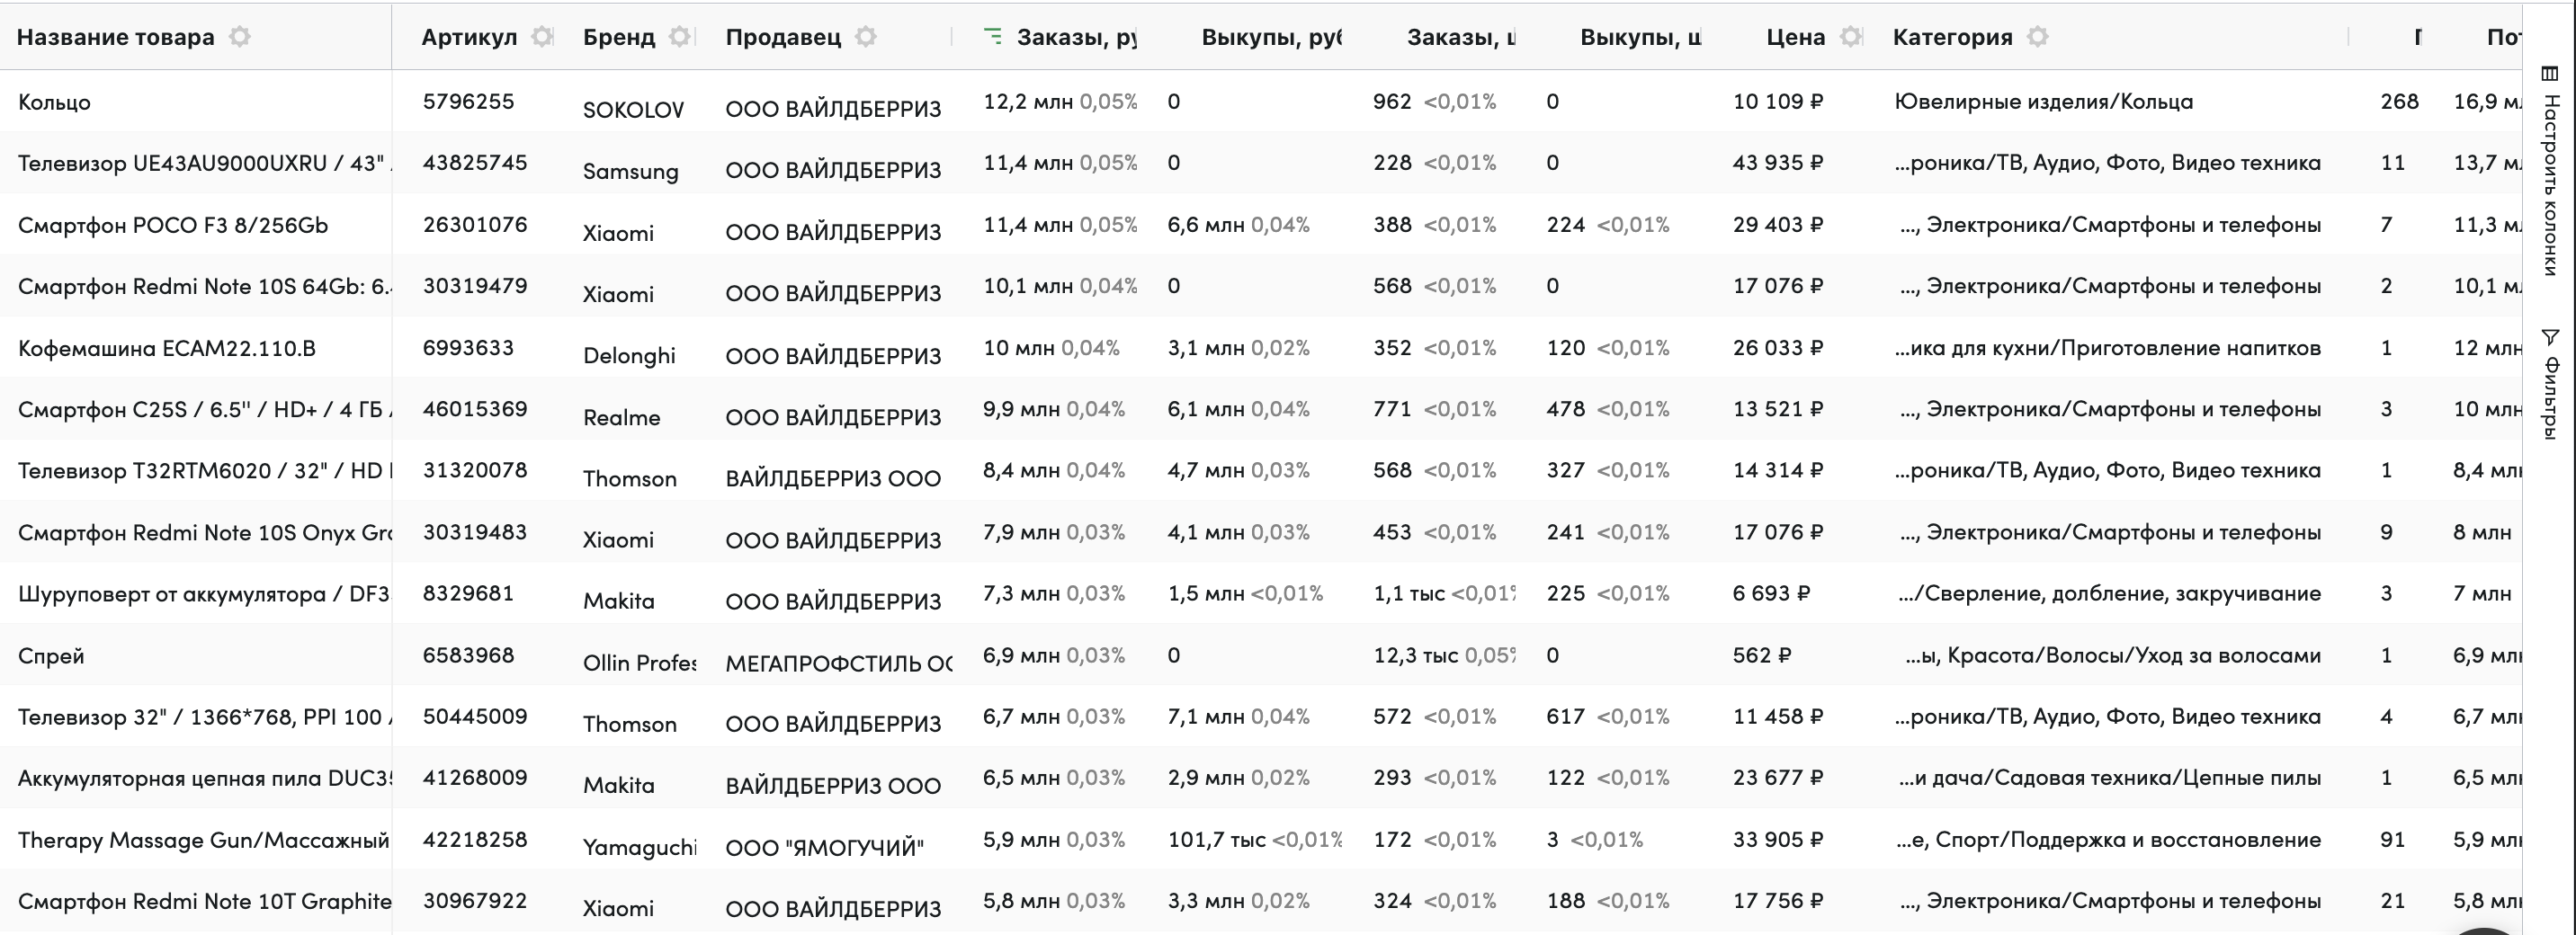 Название товара Артикул Бренд Продавец Заказы, ру Выкупы, руб Заказы, Выкупы, ш Цена Категория
Кольцо 5796255 SOKOLOV ООО ВАЙЛДБЕРРИЗ 12,2 млн 0,05% 0 962 <0,01% 0 10 109 ₽ Ювелирные изделия/Кольца 268 16,9
Телевизор UE43AU9000UXRU / 43" 43825745 Samsung ООО ВАЙЛДБЕРРИЗ 11,4 млн 0,05% 0 228 <0,01% 0 43 935 ₽ ...роника/ТВ, Аудио, Фото, Видео техника 11 13,7
Смартфон POCO F3 8/256Gb 26301076 Xiaomi ООО ВАЙЛДБЕРРИЗ 11,4 млн 0,05% 6,6 млн 0,04% 388 <0,01% 224 <0,01% 29 403 ₽ ..., Электроника/Смартфоны и телефоны 7 11,3
Смартфон Redmi Note 10S 64Gb: 6. 30319479 Xiaomi ООО ВАЙЛДБЕРРИЗ 10,1 млн 0,04% 0 568 <0,01% 0 17 076 ₽ ..., Электроника/Смартфоны и телефоны 2 10,1
Кофемашина ECAM22.110.B 6993633 Delonghi ООО ВАЙЛДБЕРРИЗ 10 млн 0,04% 3,1 млн 0,02% 352 <0,01% 120 <0,01% 26 033 ₽ ...ика для кухни/Приготовление напитков 1 12 млн
Смартфон C25S / 6.5'' / HD+ / 4 ГБ / 46015369 Realme ООО ВАЙЛДБЕРРИЗ 9,9 млн 0,04% 6,1 млн 0,04% 771 <0,01% 478 <0,01% 13 521 ₽ ..., Электроника/Смартфоны и телефоны 3 10 млн
Телевизор T32RTM6020 / 32" / HD 31320078 Thomson ВАЙЛДБЕРРИЗ ООО 8,4 млн 0,04% 4,7 млн 0,03% 568 <0,01% 327 <0,01% 14 314 ₽ ...роника/ТВ, Аудио, Фото, Видео техника 1 8,4 млн
Смартфон Redmi Note 10S Onyx Gra 30319483 Xiaomi ООО ВАЙЛДБЕРРИЗ 7,9 млн 0,03% 4,1 млн 0,03% 453 <0,01% 241 <0,01% 17 076 ₽ ..., Электроника/Смартфоны и телефоны 9 8 млн
Шуруповерт от аккумулятора / DF3 8329681 Makita ООО ВАЙЛДБЕРРИЗ 7,3 млн 0,03% 1,5 млн <0,01% 1,1 тыс <0,01% 225 <0,01% 6 693 ₽ .../Сверление, долбление, закручивание 3 7 млн
Спрей 6583968 Ollin Profes МЕГАПРОФСТИЛЬ ОО 6,9 млн 0,03% 0 12,3 тыс 0,05% 0 562 ₽ ...ы, Красота/Волосы/Уход за волосами 1 6,9 млн
Телевизор 32" / 1366*768, PPI 100 / 50445009 Thomson ООО ВАЙЛДБЕРРИЗ 6,7 млн 0,03% 7,1 млн 0,04% 572 <0,01% 617 <0,01% 11 458 ₽ ...роника/ТВ, Аудио, Фото, Видео техника 4 6,7 млн
Аккумуляторная цепная пила DUC35 41268009 Makita ВАЙЛДБЕРРИЗ ООО 6,5 млн 0,03% 2,9 млн 0,02% 293 <0,01% 122 <0,01% 23 677 ₽ ...и дача/Садовая техника/Цепные пилы 1 6,5 млн
Therapy Massage Gun/Массажный 42218258 Yamaguchi ООО "ЯМОГУЧИЙ" 5,9 млн 0,03% 101,7 тыс <0,01% 172 <0,01% 3 <0,01% 33 905 ₽ ...е, Спорт/Поддержка и восстановление 91 5,9 млн
Смартфон Redmi Note 10T Graphite 30967922 Xiaomi ООО ВАЙЛДБЕРРИЗ 5,8 млн 0,03% 3,3 млн 0,02% 324 <0,01% 188 <0,01% 17 756 ₽ ..., Электроника/Смартфоны и телефоны 21 5,8 млн
Настроить колонки
Фильтры